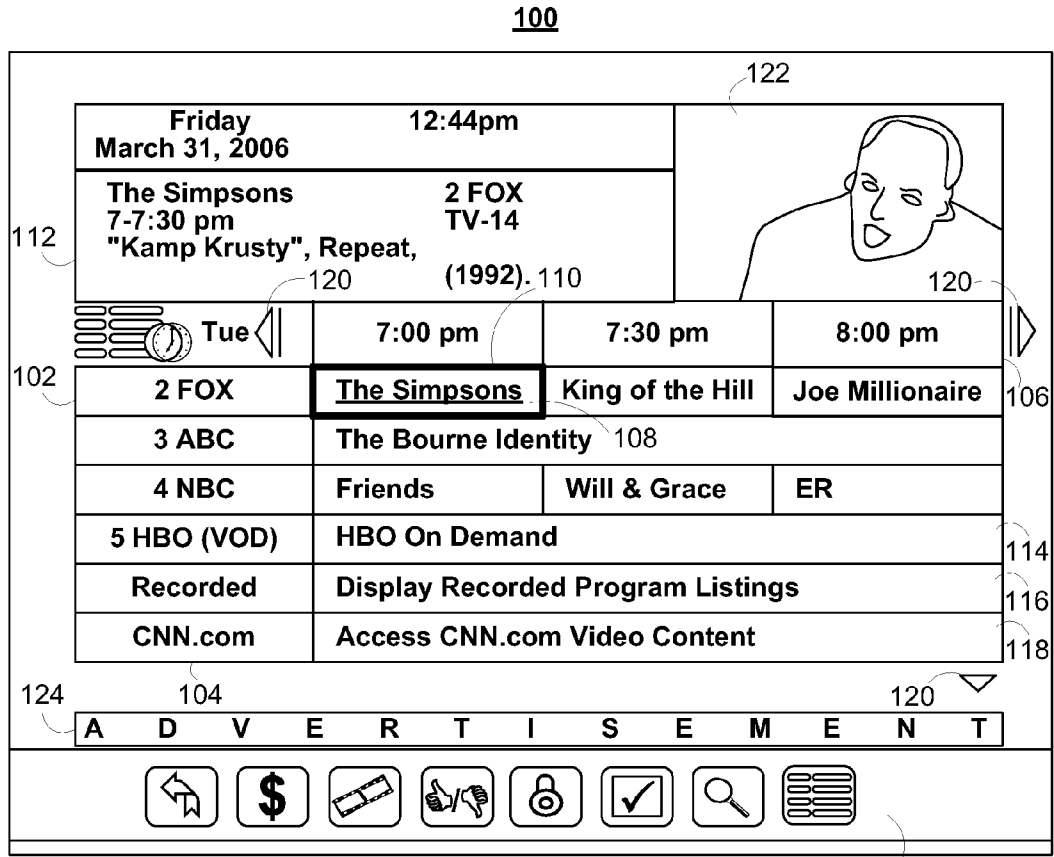 100
122
Friday 12:44pm
March 31, 2006
The Simpsons 2 FOX
7-7:30 pm TV-14
112
"Kamp Krusty", Repeat,
(1992).
120 110 120
Tue 7:00 pm 7:30 pm 8:00 pm
102
2 FOX The Simpsons King of the Hill Joe Millionaire
106
3 ABC The Bourne Identity 108
4 NBC Friends Will & Grace ER
5 HBO (VOD) HBO On Demand
114
Recorded Display Recorded Program Listings
116
CNN.com Access CNN.com Video Content
118
124 104 120
A D V E R T I S E M E N T
$